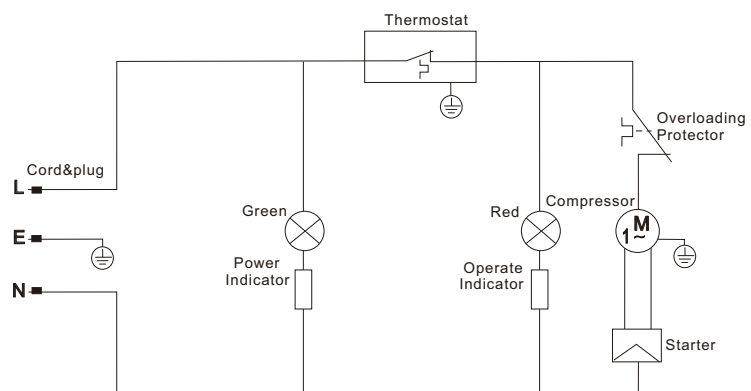 Thermostat
Overloading
Protector
Cord&plug
L
Green
Red
Compressor
M
1~
E
Power
Indicator
Operate
Indicator
N
Starter